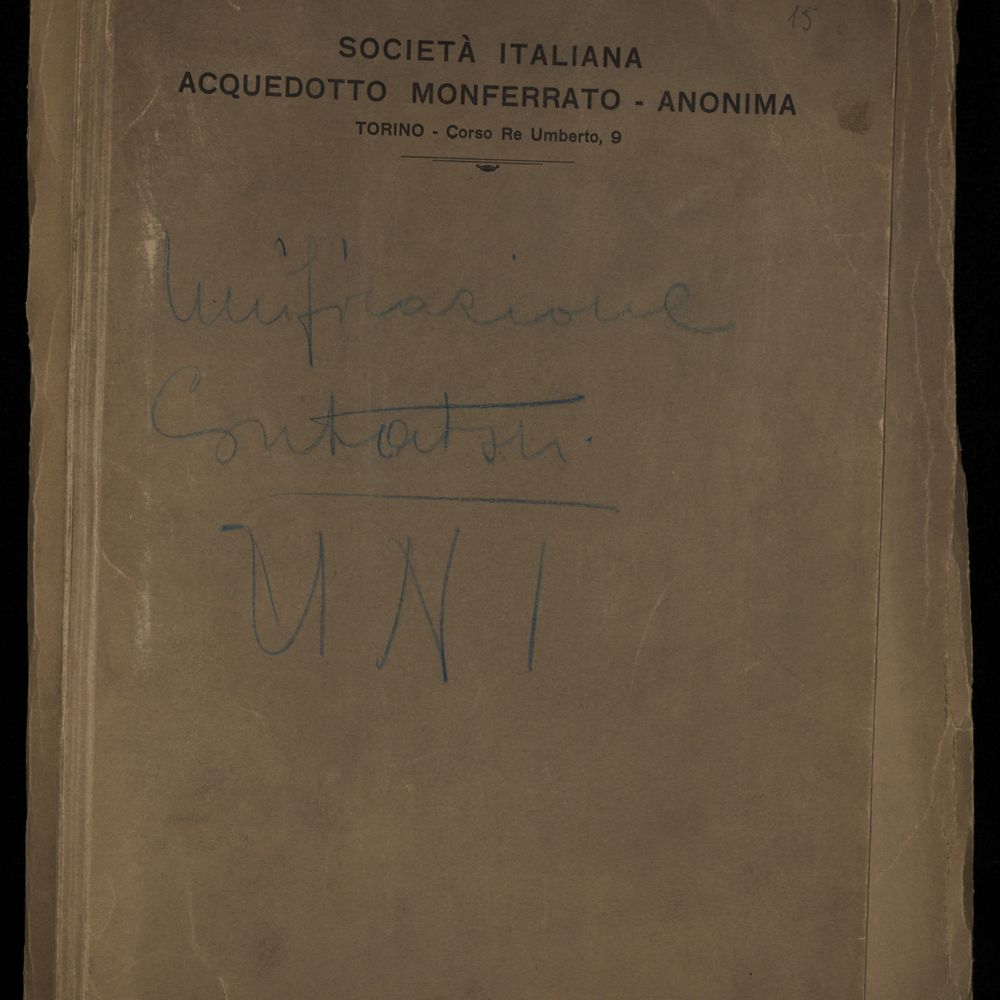 15
SOCIETÀ ITALIANA
ACQUEDOTTO MONFERRATO - ANONIMA
TORINO - Corso Re Umberto, 9
Unificazione
Contatori
UNI